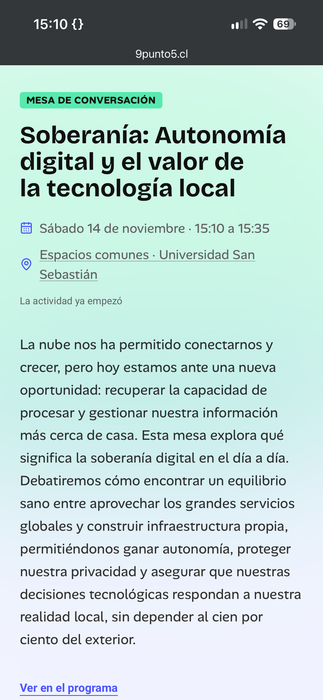 15:10 {}
69
9punto5.cl
MESA DE CONVERSACIÓN
Soberanía: Autonomía
digital y el valor de
la tecnología local
Sábado 14 de noviembre · 15:10 a 15:35
Espacios comunes · Universidad San
Sebastián
La actividad ya empezó
La nube nos ha permitido conectarnos y
crecer, pero hoy estamos ante una nueva
oportunidad: recuperar la capacidad de
procesar y gestionar nuestra información
más cerca de casa. Esta mesa explora qué
significa la soberanía digital en el día a día.
Debatiremos cómo encontrar un equilibrio
sano entre aprovechar los grandes servicios
globales y construir infraestructura propia,
permitiéndonos ganar autonomía, proteger
nuestra privacidad y asegurar que nuestras
decisiones tecnológicas respondan a nuestra
realidad local, sin depender al cien por
ciento del exterior.
Ver en el programa